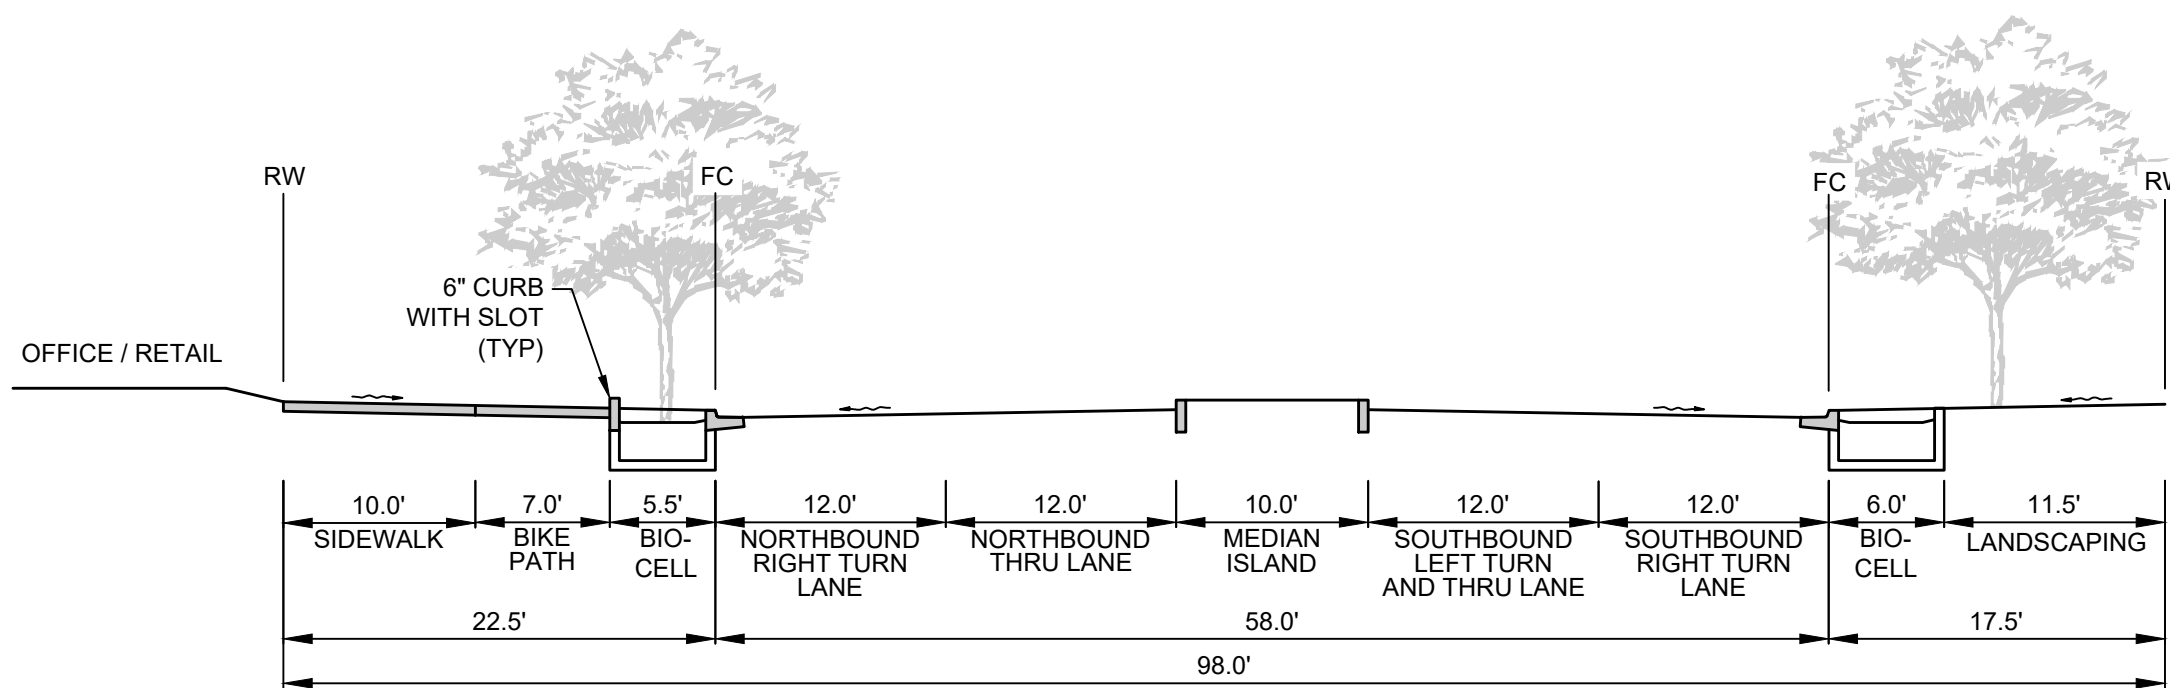 RW
FC
FC
RW
6" CURB
WITH SLOT
(TYP)
OFFICE / RETAIL
10.0'
SIDEWALK
7.0'
BIKE
PATH
5.5'
BIO-
CELL
12.0'
NORTHBOUND
RIGHT TURN
LANE
12.0'
NORTHBOUND
THRU LANE
10.0'
MEDIAN
ISLAND
12.0'
SOUTHBOUND
LEFT TURN
AND THRU LANE
12.0'
SOUTHBOUND
RIGHT TURN
LANE
6.0'
BIO-
CELL
11.5'
LANDSCAPING
22.5'
58.0'
17.5'
98.0'